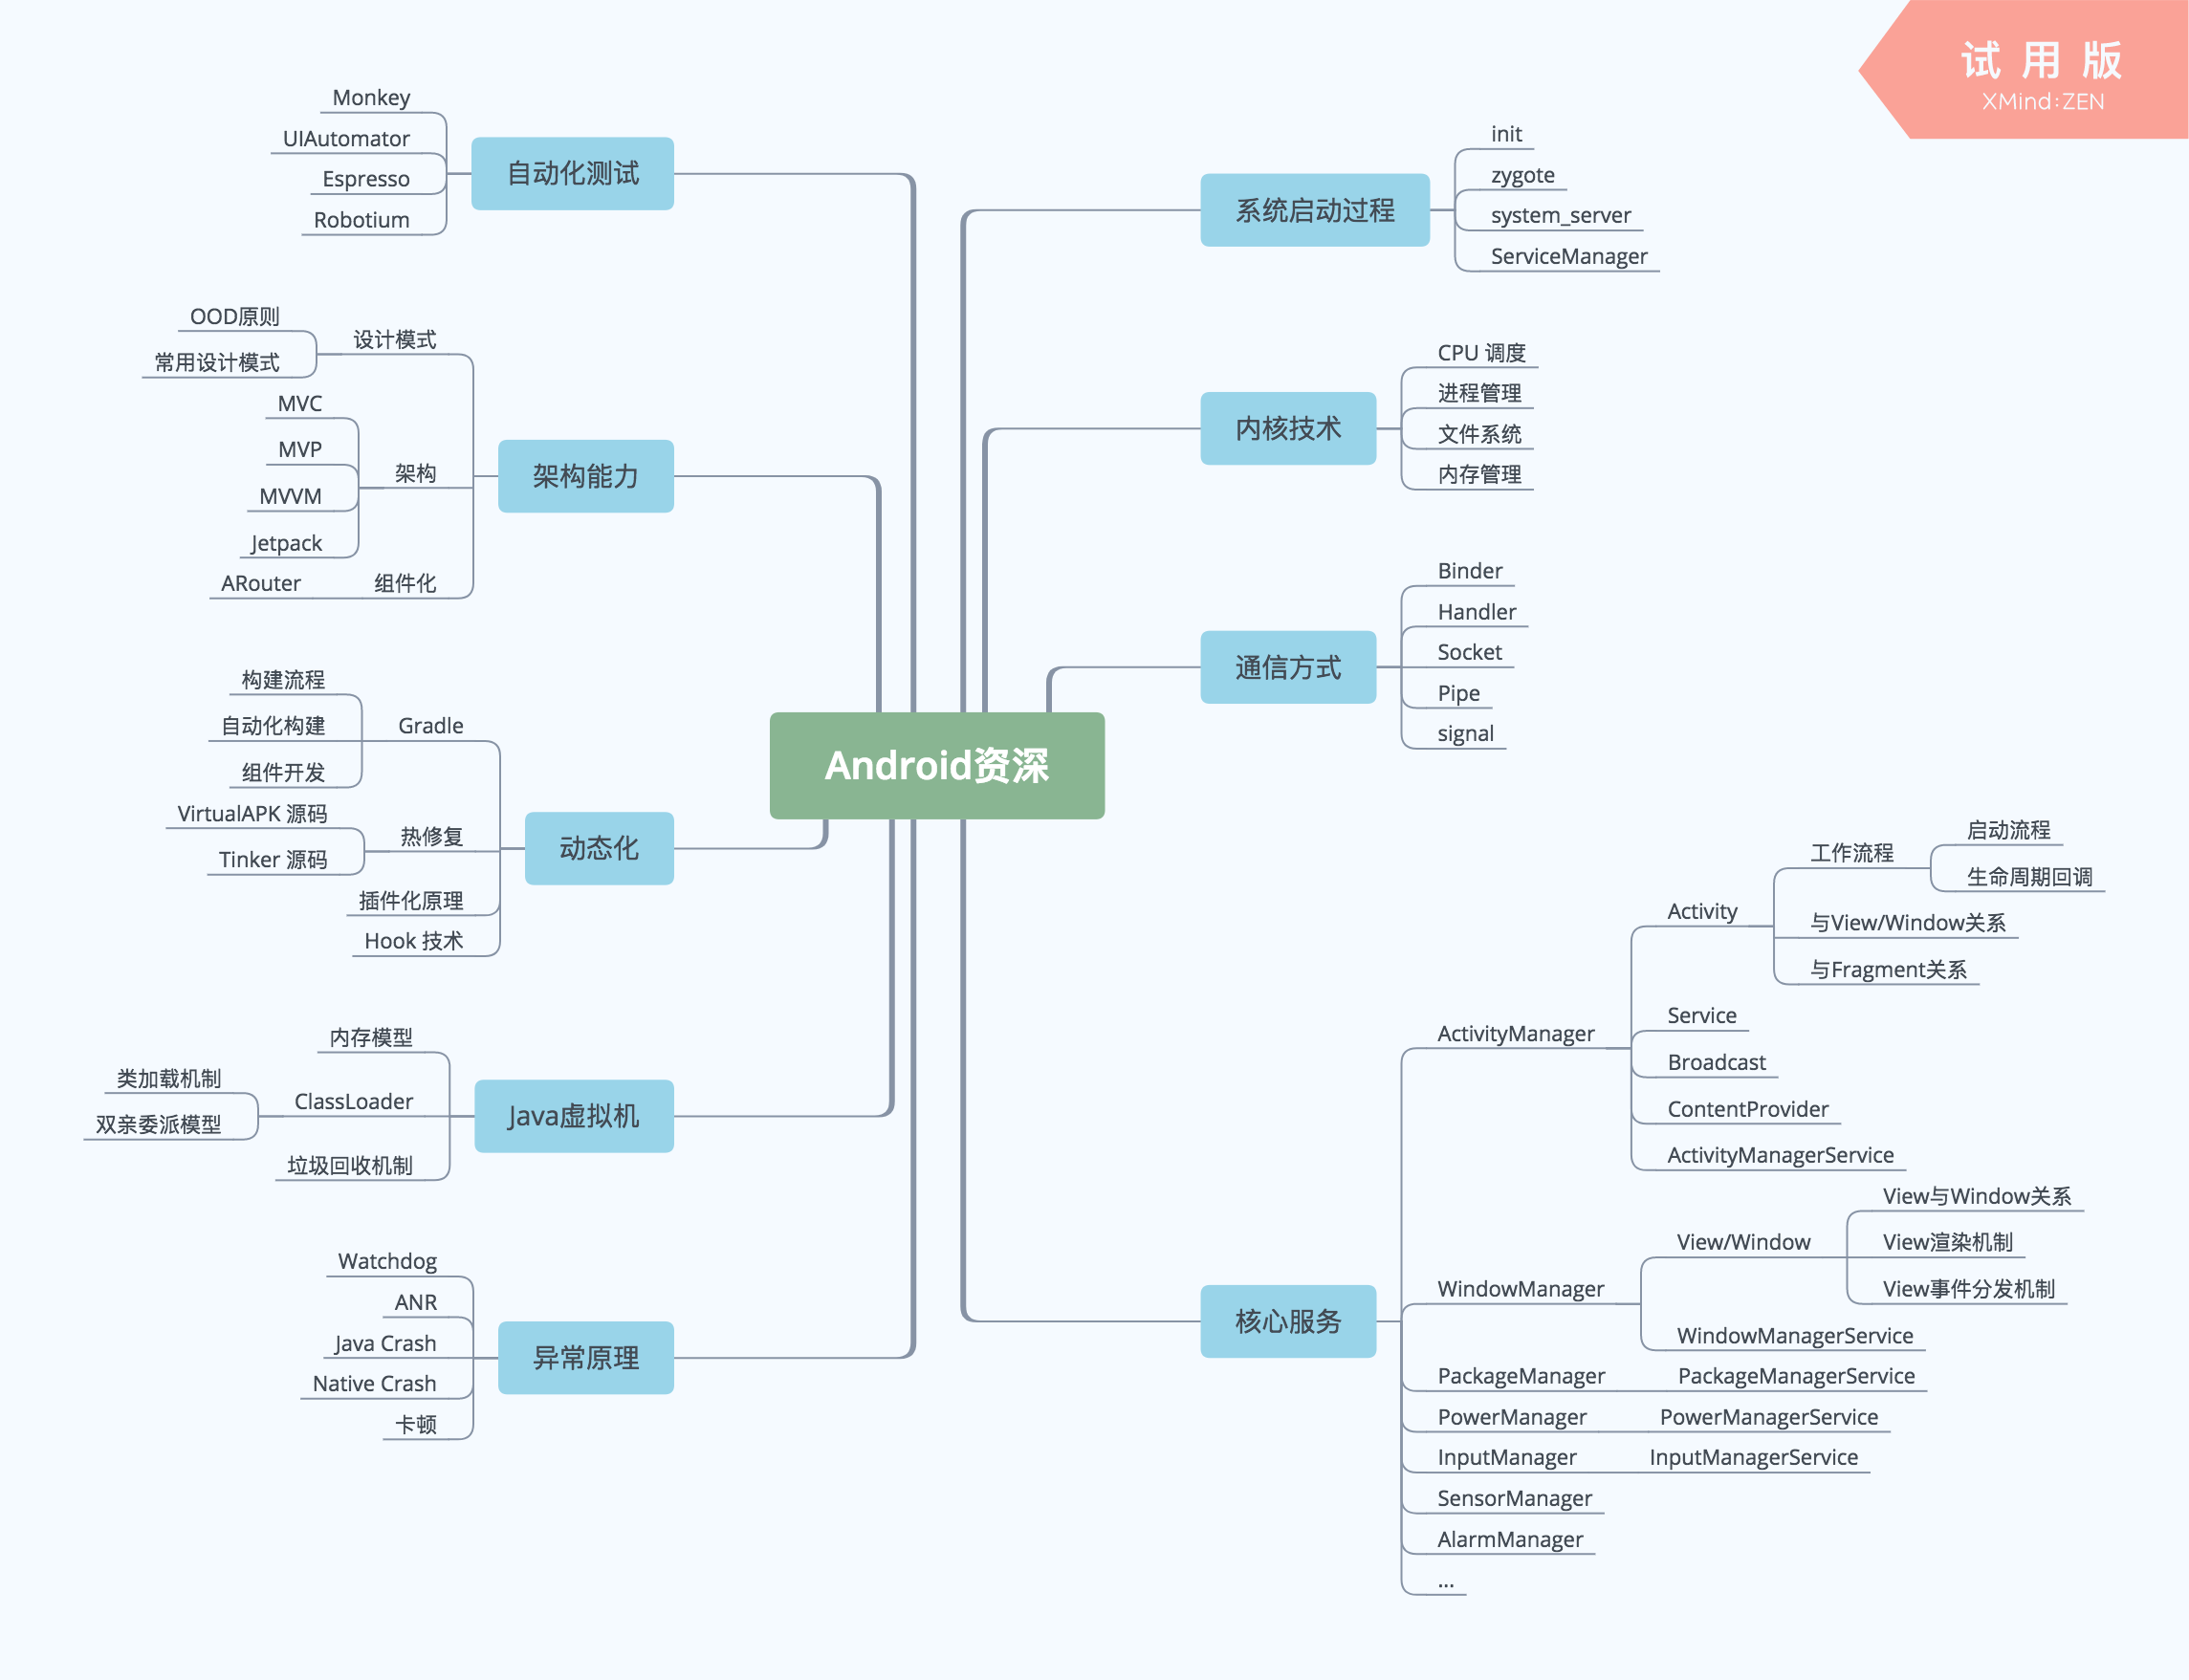 试用版
XMind:ZEN
Android资深
系统启动过程
init
zygote
system_server
ServiceManager
内核技术
CPU 调度
进程管理
文件系统
内存管理
通信方式
Binder
Handler
Socket
Pipe
signal
核心服务
ActivityManager
Activity
工作流程
启动流程
生命周期回调
与View/Window关系
与Fragment关系
Service
Broadcast
ContentProvider
ActivityManagerService
WindowManager
View/Window
View与Window关系
View渲染机制
View事件分发机制
WindowManagerService
PackageManager
PackageManagerService
PowerManager
PowerManagerService
InputManager
InputManagerService
SensorManager
AlarmManager
...
自动化测试
Monkey
UIAutomator
Espresso
Robotium
架构能力
设计模式
OOD原则
常用设计模式
架构
MVC
MVP
MVVM
Jetpack
组件化
ARouter
动态化
Gradle
构建流程
自动化构建
组件开发
热修复
VirtualAPK 源码
Tinker 源码
插件化原理
Hook 技术
Java虚拟机
内存模型
ClassLoader
类加载机制
双亲委派模型
垃圾回收机制
异常原理
Watchdog
ANR
Java Crash
Native Crash
卡顿